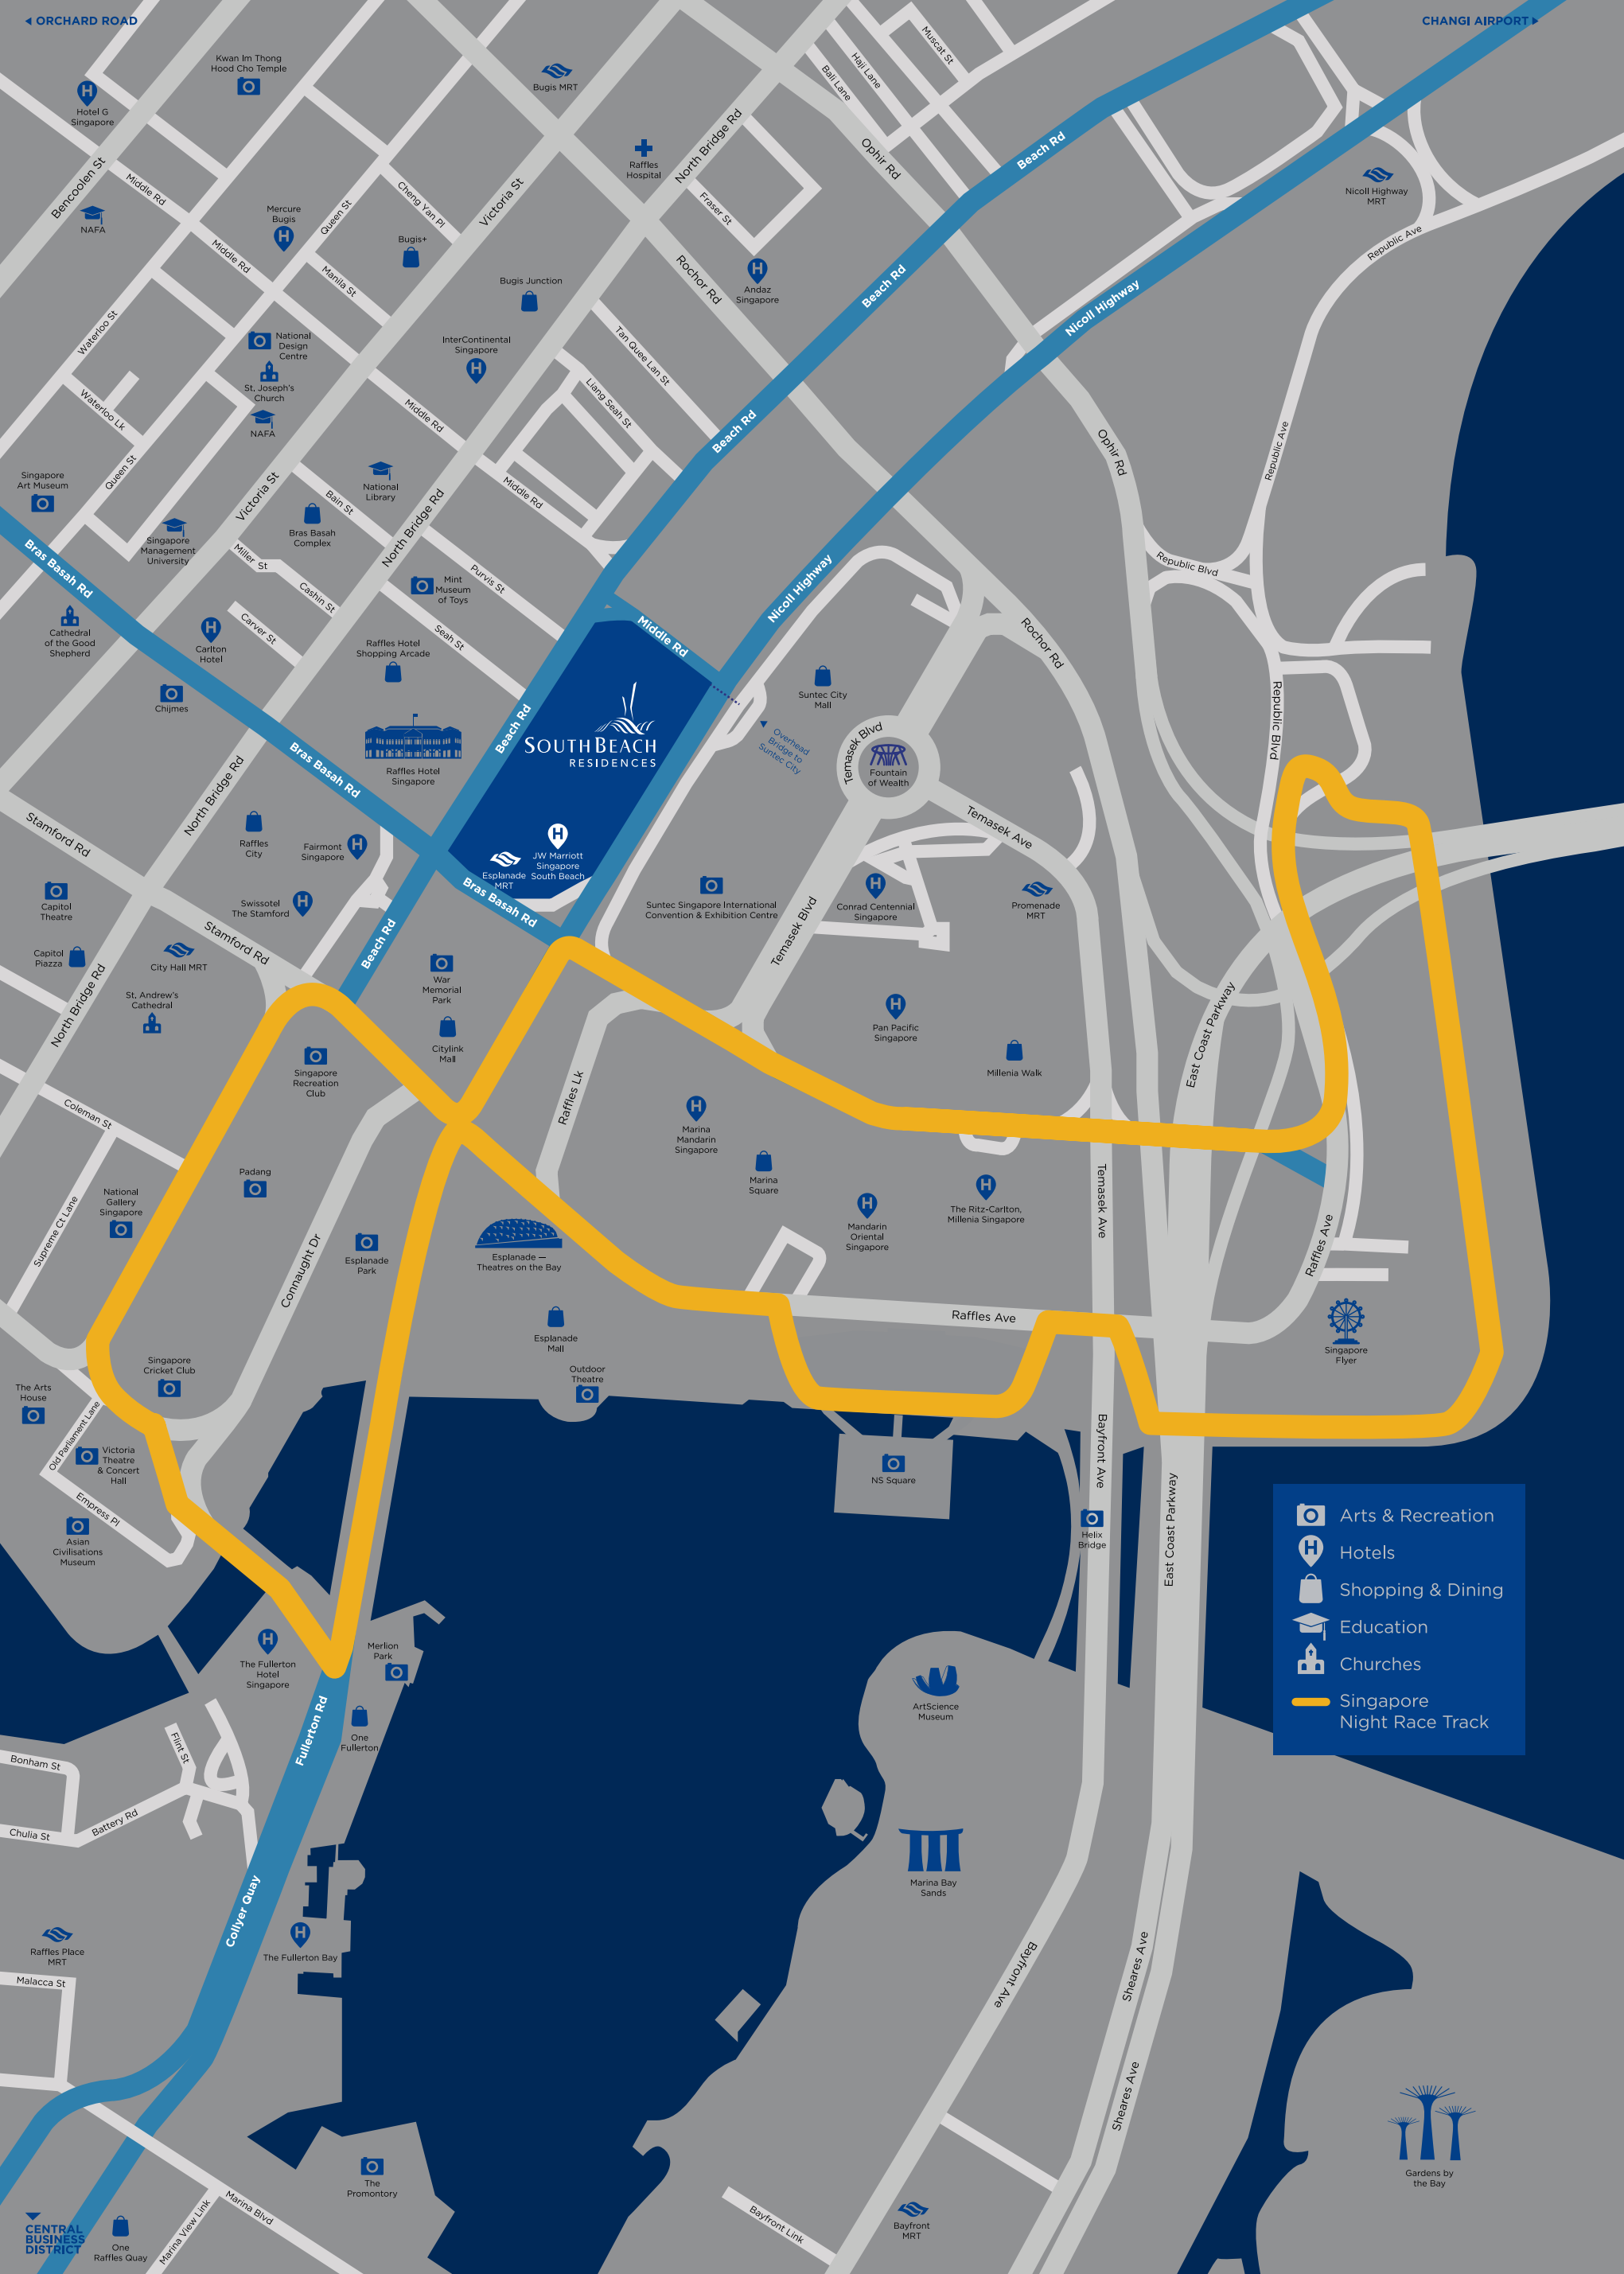 ORCHARD ROAD
CHANGI AIRPORT
Kwan Im Thong
Hood Cho Temple
Bugis MRT
Bali Lane
Haji Lane
Muscat St
Hotel G
Singapore
Bencoolen St
Middle Rd
NAFA
Mercure
Bugis
Queen St
Cheng Yan Pl
Victoria St
Raffles
Hospital
North Bridge Rd
Fraser St
Ophir Rd
Beach Rd
Nicoll Highway
MRT
Republic Ave
Middle Rd
Manila St
Bugis+
Bugis Junction
Rochor Rd
Andaz
Singapore
Beach Rd
Nicoll Highway
Waterloo St
National
Design
Centre
InterContinental
Singapore
Tan Quee Lan St
St. Joseph's
Church
Waterloo Lk
NAFA
Middle Rd
Liang Seah St
Beach Rd
Ophir Rd
Republic Ave
Queen St
Singapore
Art Museum
Victoria St
National
Library
Bain St
Bras Basah
Complex
North Bridge Rd
Middle Rd
Singapore
Management
University
Bras Basah Rd
Miller St
Cashin St
Mint
Museum
of Toys
Purvis St
Nicoll Highway
Republic Blvd
Cathedral
of the Good
Shepherd
Carlton
Hotel
Carver St
Raffles Hotel
Shopping Arcade
Seah St
Middle Rd
Rochor Rd
Chijmes
Suntec City
Mall
Republic Blvd
Beach Rd
SOUTHBEACH
RESIDENCES
Overhead
Bridge to
Suntec City
Temasek Blvd
Fountain
of Wealth
Bras Basah Rd
Raffles Hotel
Singapore
North Bridge Rd
Stamford Rd
Raffles
City
Fairmont
Singapore
Esplanade
MRT
JW Marriott
Singapore
South Beach
Temasek Ave
Capitol
Theatre
Swissotel
The Stamford
Bras Basah Rd
Suntec Singapore International
Convention & Exhibition Centre
Conrad Centennial
Singapore
Promenade
MRT
Temasek Blvd
Stamford Rd
Beach Rd
Capitol
Piazza
City Hall MRT
War
Memorial
Park
North Bridge Rd
St. Andrew's
Cathedral
Citylink
Mall
Pan Pacific
Singapore
Millenia Walk
East Coast Parkway
Singapore
Recreation
Club
Raffles Lk
Coleman St
Marina
Mandarin
Singapore
Marina
Square
Padang
Temasek Ave
National
Gallery
Singapore
Supreme Ct Lane
Mandarin
Oriental
Singapore
The Ritz-Carlton,
Millenia Singapore
Raffles Ave
Connaught Dr
Esplanade
Park
Esplanade —
Theatres on the Bay
Raffles Ave
Esplanade
Mall
Singapore
Flyer
Singapore
Cricket Club
Outdoor
Theatre
The Arts
House
Old Parliament Lane
Victoria
Theatre
& Concert
Hall
NS Square
Bayfront Ave
Empress Pl
Asian
Civilisations
Museum
Helix
Bridge
East Coast Parkway
Arts & Recreation
Hotels
Shopping & Dining
Education
Churches
Singapore
Night Race Track
The Fullerton
Hotel
Singapore
Merlion
Park
Fullerton Rd
One
Fullerton
ArtScience
Museum
Flint St
Bonham St
Battery Rd
Chulia St
Marina Bay
Sands
Collyer Quay
Raffles Place
MRT
The Fullerton Bay
Malacca St
Bayfront Ave
Sheares Ave
Sheares Ave
Gardens by
the Bay
The
Promontory
Marina Blvd
Bayfront Link
Bayfront
MRT
CENTRAL
BUSINESS
DISTRICT
One
Raffles Quay
Marina View Link